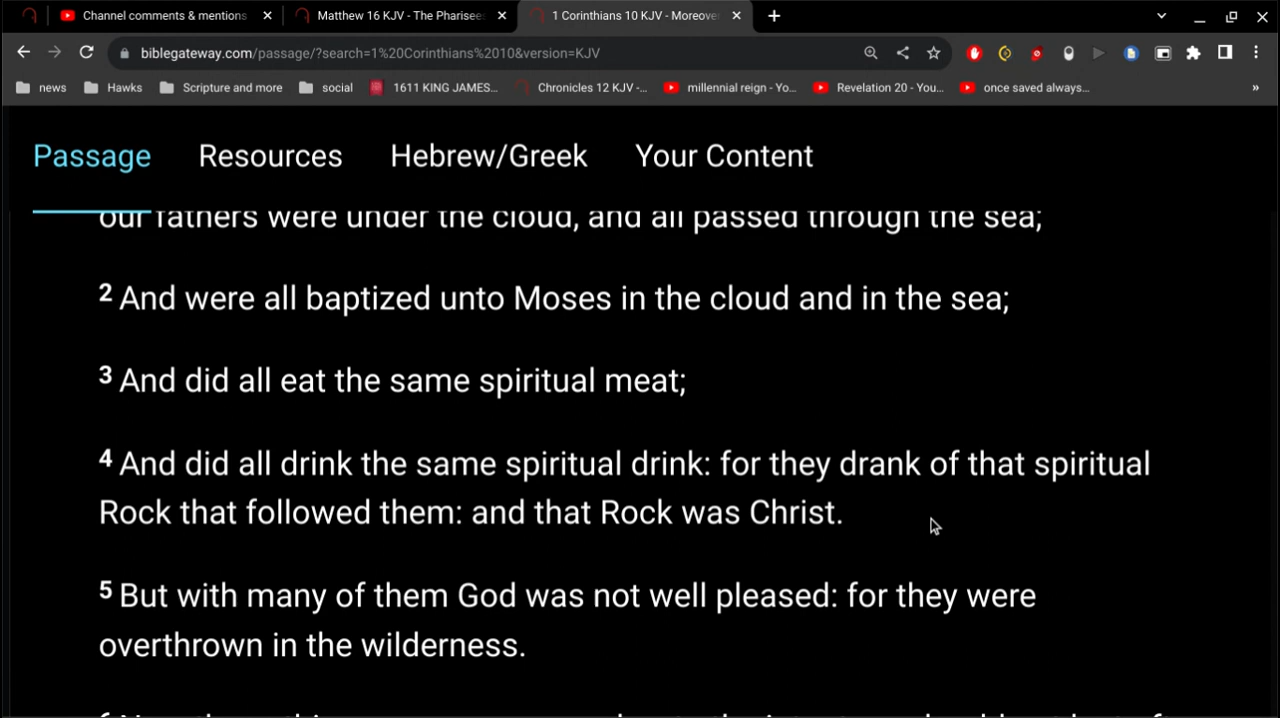 Channel comments & mentions
Matthew 16 KJV - The Pharisees
1 Corinthians 10 KJV - Moreover
biblegateway.com/passage/?search=1%20Corinthians%2010&version=KJV
news
Hawks
Scripture and more
social
1611 KING JAMES...
Chronicles 12 KJV -...
millennial reign - Yo...
Revelation 20 - You...
once saved always...
»
Passage
Resources
Hebrew/Greek
Your Content
our fathers were under the cloud, and all passed through the sea;
2 And were all baptized unto Moses in the cloud and in the sea;
3 And did all eat the same spiritual meat;
4 And did all drink the same spiritual drink: for they drank of that spiritual
Rock that followed them: and that Rock was Christ.
5 But with many of them God was not well pleased: for they were
overthrown in the wilderness.